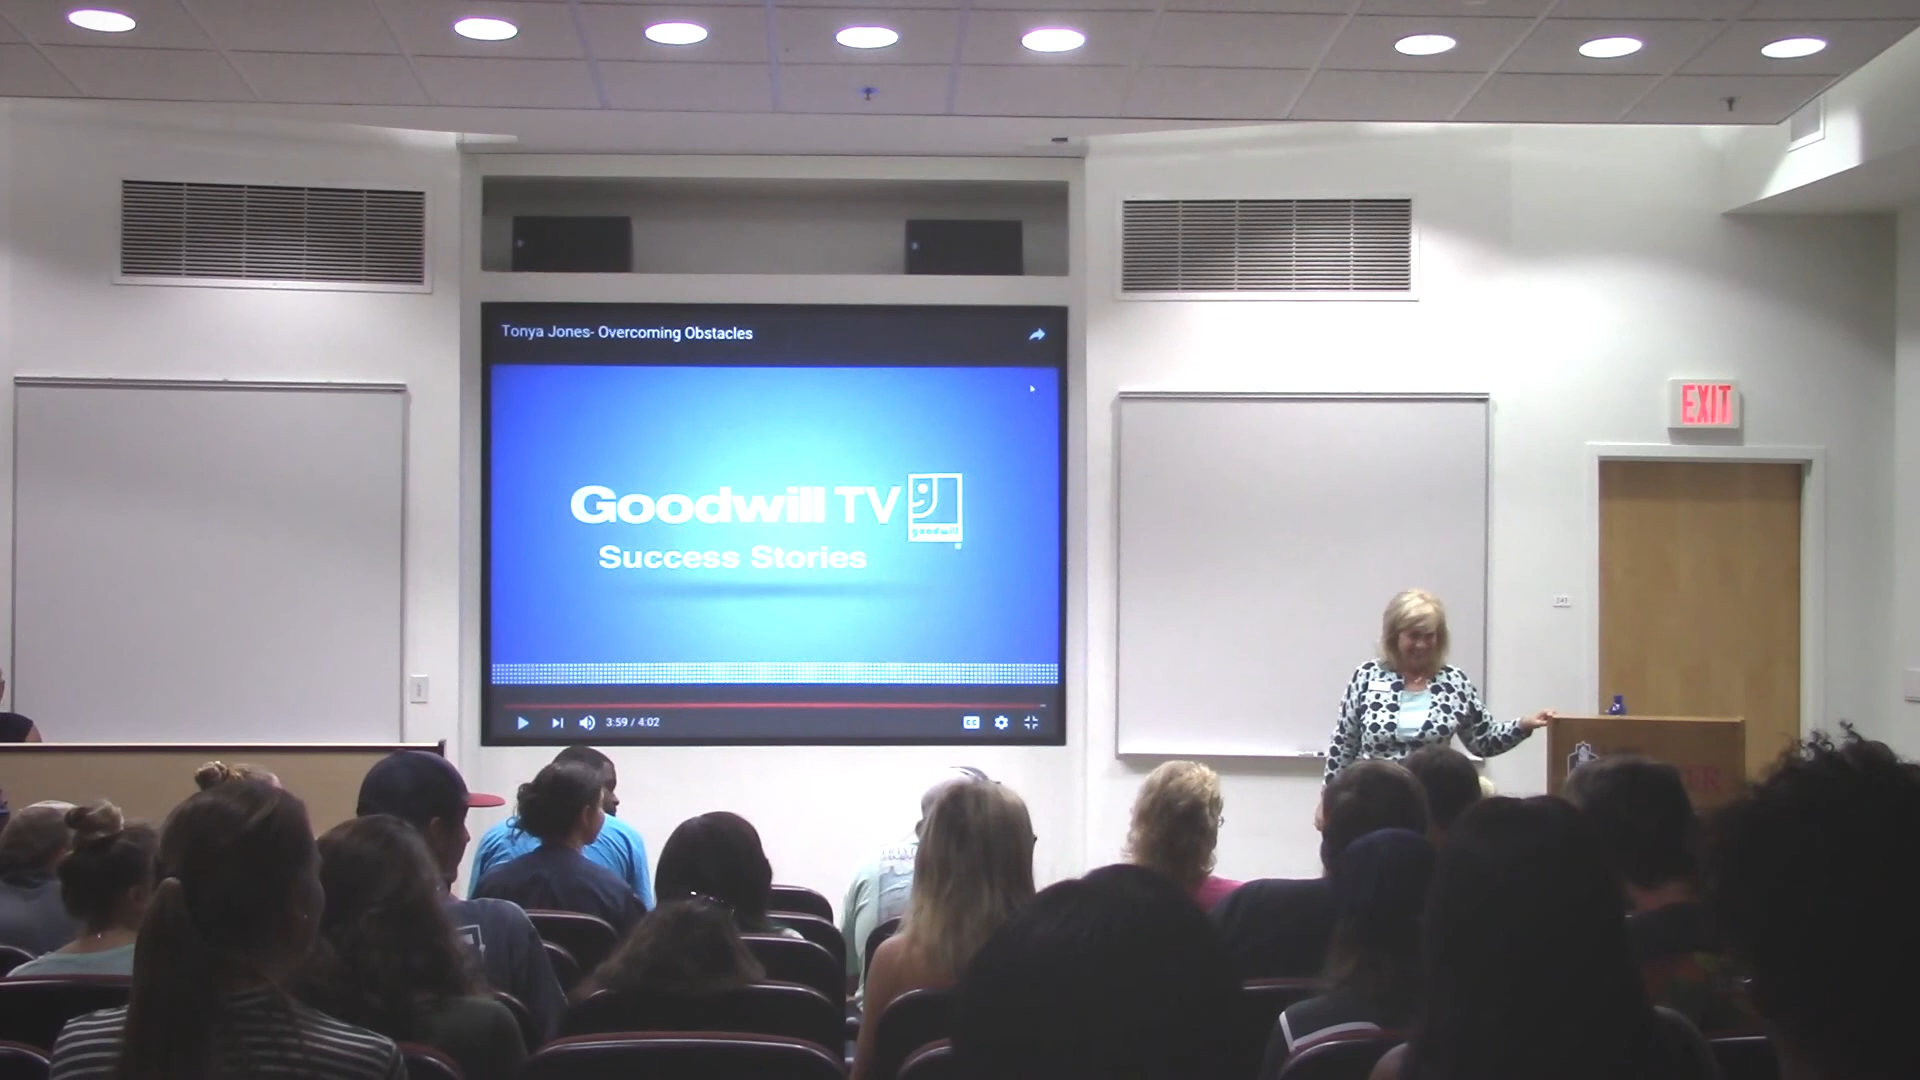 Tonya Jones- Overcoming Obstacles
Goodwill TV
goodwill
Success Stories
3:59 / 4:02
CC
EXIT